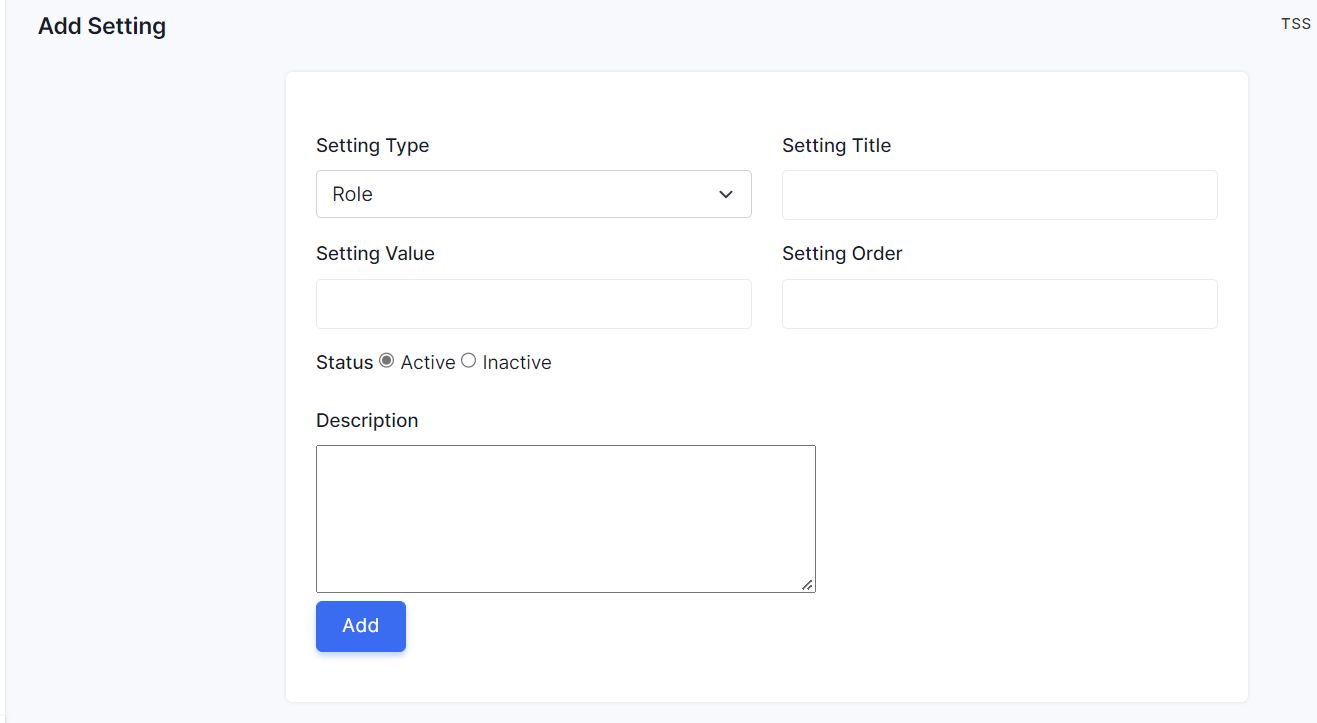 Add Setting
TSS
Setting Type
Setting Title
Role
Setting Value
Setting Order
Status Active Inactive
Description
Add